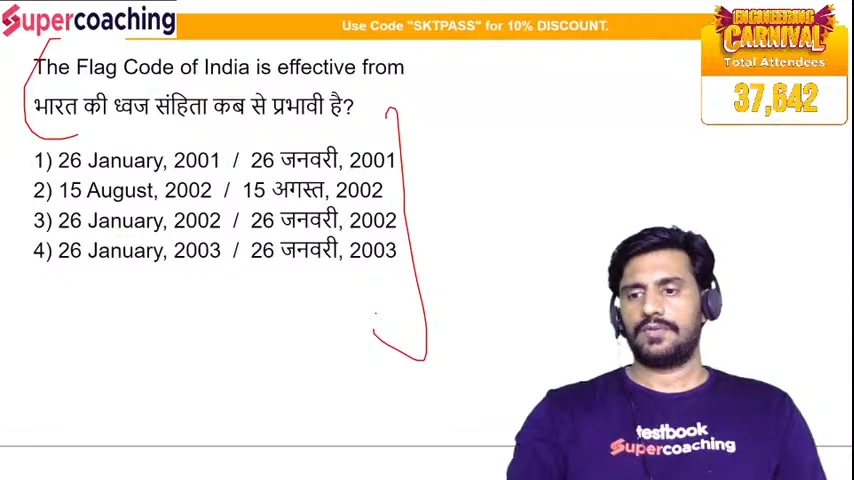 Supercoaching
Use Code "SKTPASS" for 10% DISCOUNT.
ENGINEERING
CARNIVAL
Total Attendees
37,642
The Flag Code of India is effective from
भारत की ध्वज संहिता कब से प्रभावी है?
1) 26 January, 2001 / 26 जनवरी, 2001
2) 15 August, 2002 / 15 अगस्त, 2002
3) 26 January, 2002 / 26 जनवरी, 2002
4) 26 January, 2003 / 26 जनवरी, 2003
testbook
Supercoaching